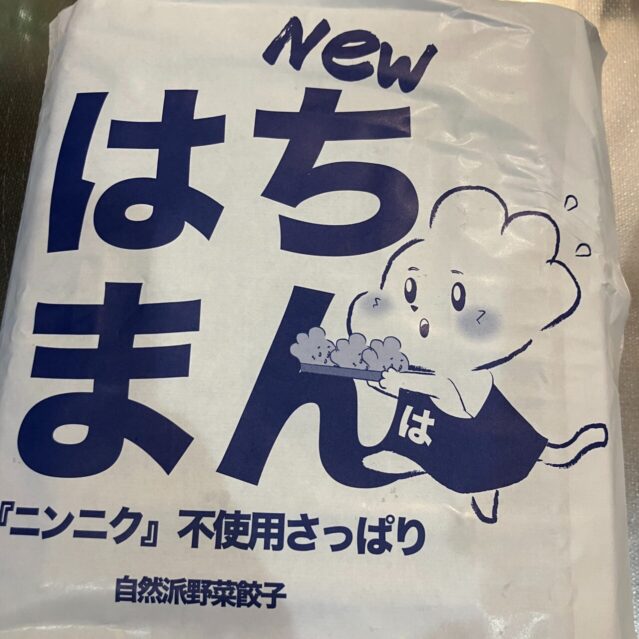 New
はち
まん
は
『ニンニク』不使用さっぱり
自然派野菜餃子